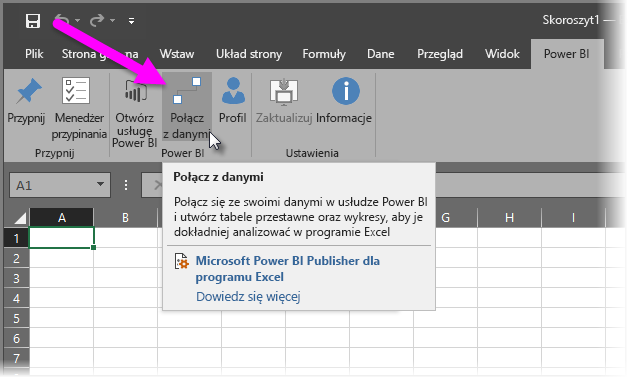 Skoroszyt1
Plik Strona główna Wstaw Układ strony Formuły Dane Przegląd Widok Power BI
Przypnij Menedżer przypinania Otwórz usługę Power BI Połącz z danymi Profil Zaktualizuj Informacje
Przypnij Power BI Ustawienia
A1
Połącz z danymi
Połącz się ze swoimi danymi w usłudze Power BI
i utwórz tabele przestawne oraz wykresy, aby je
dokładniej analizować w programie Excel
Microsoft Power BI Publisher dla
programu Excel
Dowiedz się więcej
A B G H I
1
2
3
4
5
6
7